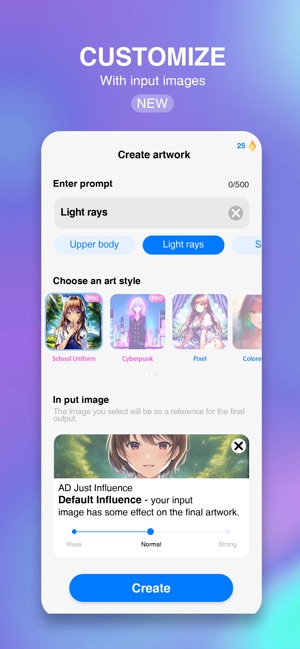 CUSTOMIZE
With input images
NEW
25
Create artwork
Enter prompt 0/500
Light rays
Upper body Light rays S
Choose an art style
PRO PRO
School Uniform Cyberpunk Pixel Colored
In put image
The image you select will be as a reference for the final
output.
AD Just Influence
Default Influence - your input
image has some effect on the final artwork.
Weak Normal Strong
Create